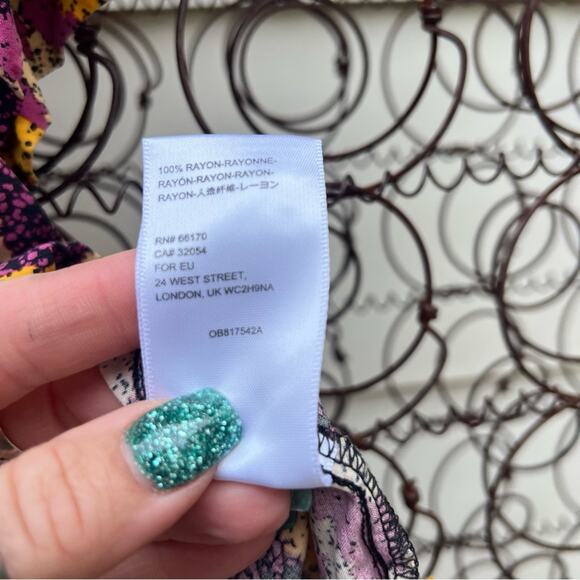 100% RAYON-RAYONNE-
RAYÓN-RAYON-RAYON-
RAYON-人造纤维-レーヨン
RN# 66170
CA# 32054
FOR EU
24 WEST STREET,
LONDON, UK WC2H9NA
OB817542A